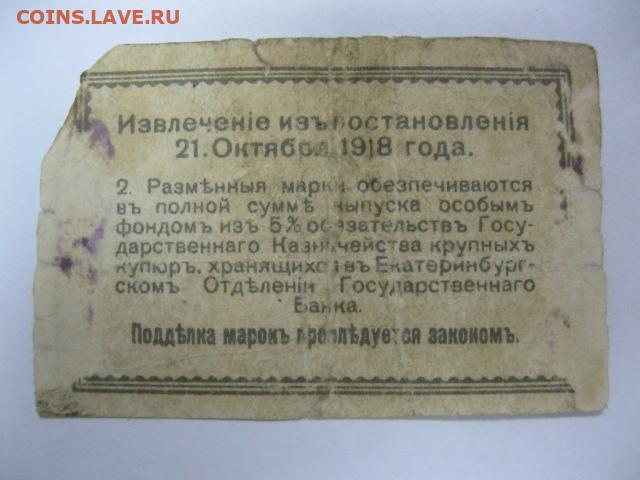 COINS.LAVE.RU
Извлеченіе изъ постановленія
21. Октября 1918 года.
2. Размѣнныя марки обезпечиваются
въ полной суммѣ выпуска особымъ
фондомъ изъ 5% обязательствъ Госу-
дарственнаго Казначейства крупныхъ
купюръ, хранящихся въ Екатеринбург-
скомъ Отдѣленіи Государственнаго
Банка.
Поддѣлка марокъ преслѣдуется закономъ.